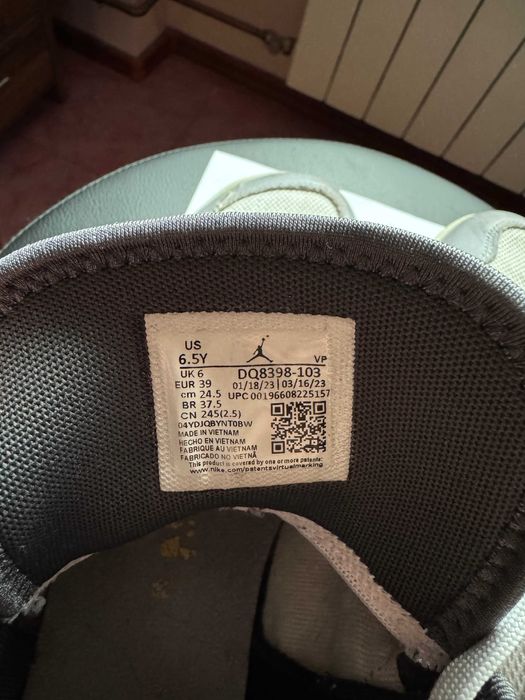 US
6.5Y
VP
UK 6 DQ8398-103
EUR 39 01/18/23 | 03/16/23
cm 24.5 UPC 00196608225157
BR 37.5
CN 245(2.5)
04YDJQBYNT0BW
MADE IN VIETNAM
HECHO EN VIETNAM
FABRIQUE AU VIETNAM
FABRICADO NO VIETNÃ
This product is covered by one or more patents:
www.nike.com/patentsvirtualmarking